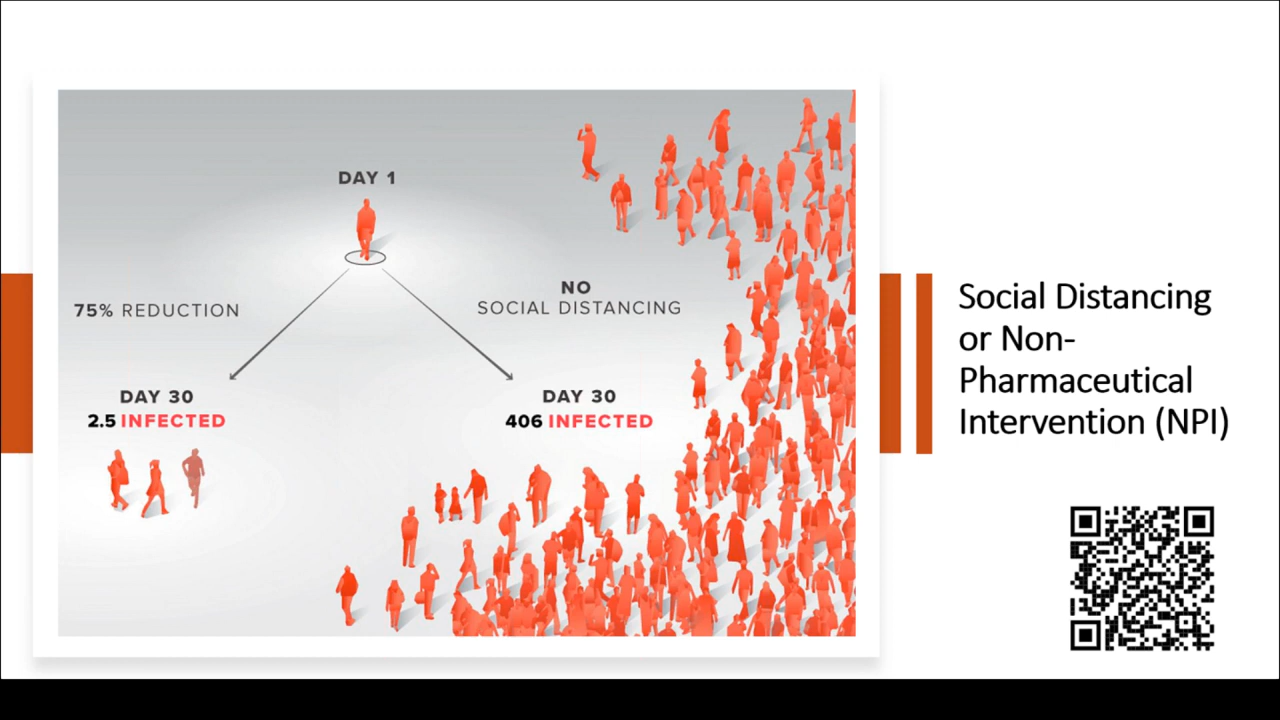 DAY 1
75% REDUCTION
NO
SOCIAL DISTANCING
DAY 30
2.5 INFECTED
DAY 30
406 INFECTED
Social Distancing
or Non-
Pharmaceutical
Intervention (NPI)